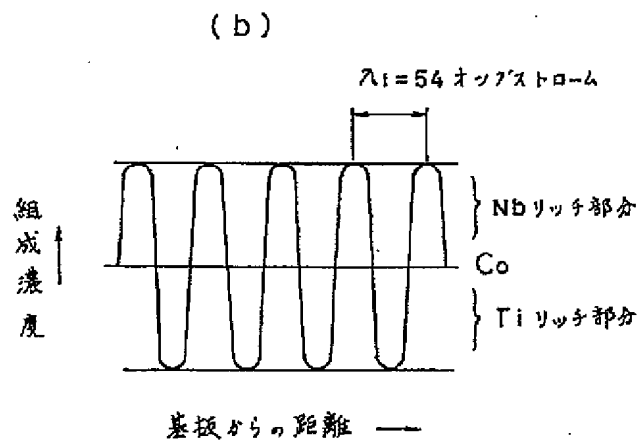 (b)
λt=54 オングストローム
Nbリッチ部分
組成濃度
Co
Tiリッチ部分
基板からの距離